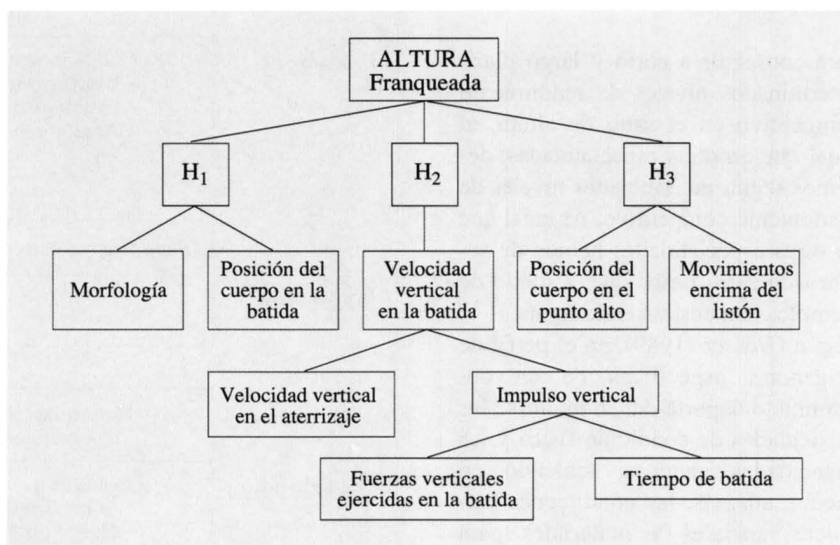 ALTURA
Franqueada
H₁
H₂
H₃
Morfología
Posición del
cuerpo en la
batida
Velocidad
vertical
en la batida
Posición del
cuerpo en el
punto alto
Movimientos
encima del
listón
Velocidad vertical
en el aterrizaje
Impulso vertical
Fuerzas verticales
ejercidas en la batida
Tiempo de batida